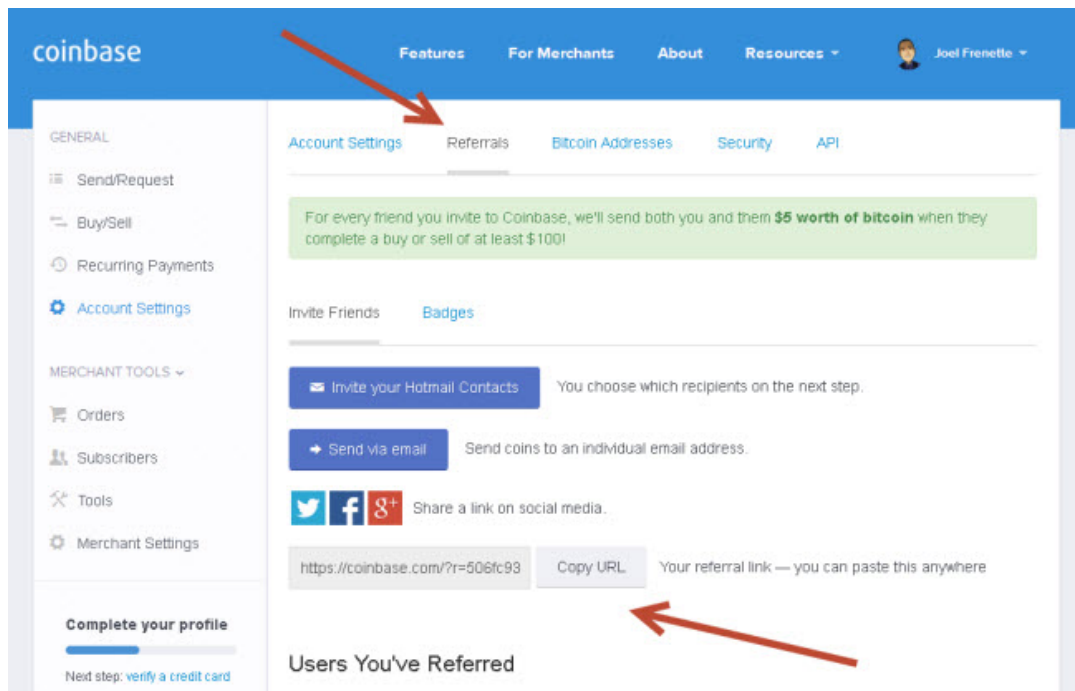 coinbase
Features For Merchants About Resources Joel Frenette
GENERAL
Send/Request
Buy/Sell
Recurring Payments
Account Settings
MERCHANT TOOLS
Orders
Subscribers
Tools
Merchant Settings
Complete your profile
Next step: verify a credit card
Account Settings Referrals Bitcoin Addresses Security API
For every friend you invite to Coinbase, we'll send both you and them $5 worth of bitcoin when they
complete a buy or sell of at least $100!
Invite Friends Badges
Invite your Hotmail Contacts You choose which recipients on the next step.
Send via email Send coins to an individual email address.
g+ Share a link on social media.
https://coinbase.com/?r=506fc93 Copy URL Your referral link — you can paste this anywhere
Users You've Referred